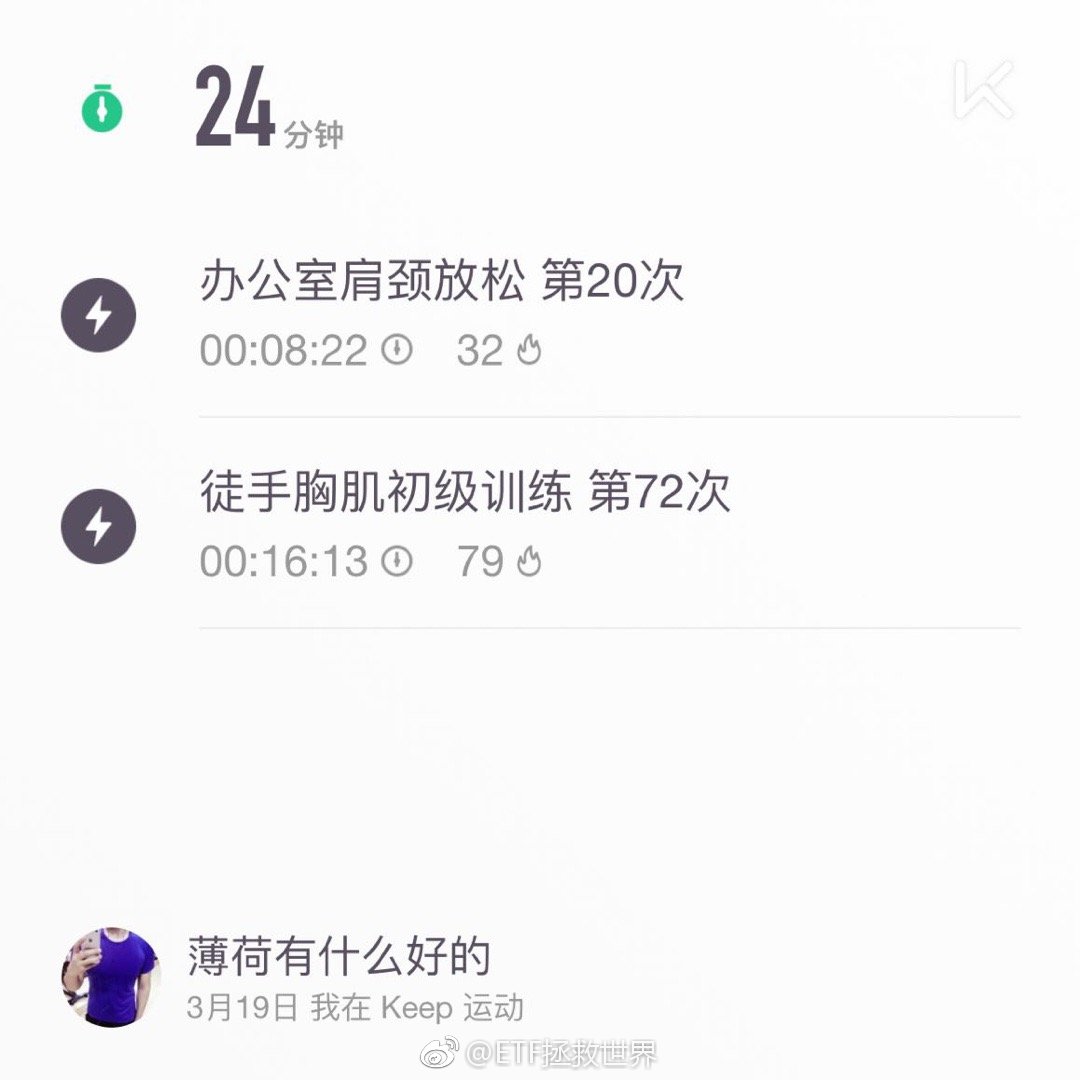 24 分钟
办公室肩颈放松 第20次
00:08:22 32
徒手胸肌初级训练 第72次
00:16:13 79
薄荷有什么好的
3月19日 我在 Keep 运动
@ETF拯救世界